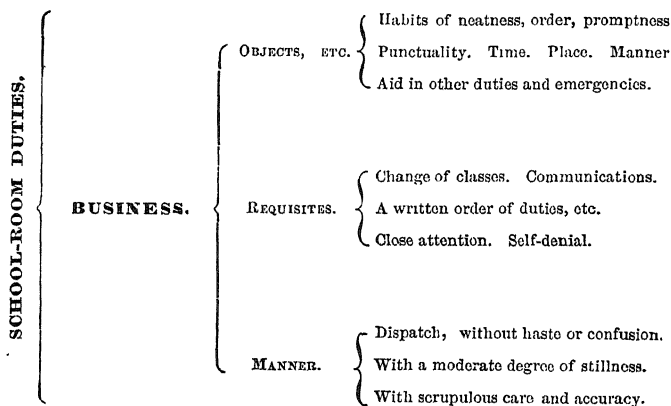 SCHOOL-ROOM DUTIES.
BUSINESS.
OBJECTS, ETC.
Habits of neatness, order, promptness
Punctuality. Time. Place. Manner
Aid in other duties and emergencies.
REQUISITES.
Change of classes. Communications.
A written order of duties, etc.
Close attention. Self-denial.
MANNER.
Dispatch, without haste or confusion.
With a moderate degree of stillness.
With scrupulous care and accuracy.